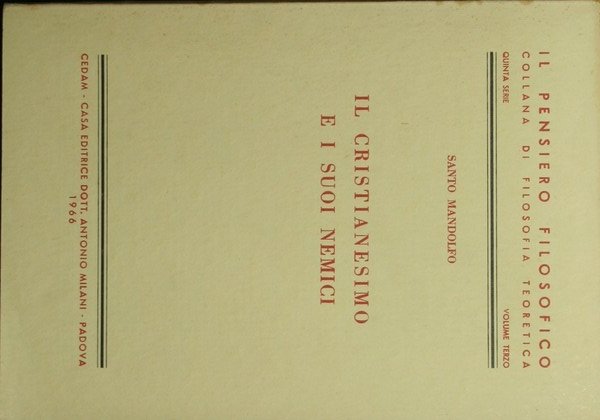 IL PENSIERO FILOSOFICO
COLLANA DI FILOSOFIA TEORETICA
QUINTA SERIE VOLUME TERZO
SANTO MANDOLFO
IL CRISTIANESIMO
E I SUOI NEMICI
CEDAM - CASA EDITRICE DOTT. ANTONIO MILANI - PADOVA
1966